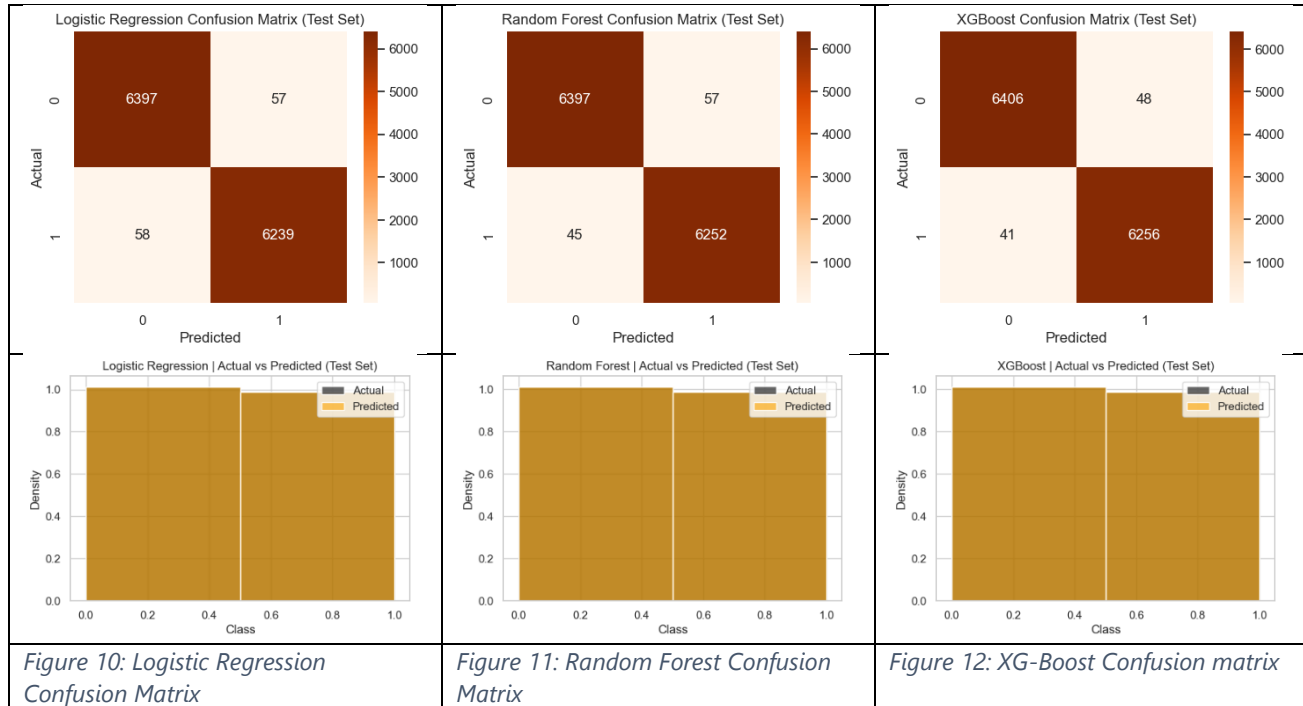 Logistic Regression Confusion Matrix (Test Set)
6000
5000
4000
3000
2000
1000
0
1
Actual
6397
57
58
6239
0
1
Predicted
Random Forest Confusion Matrix (Test Set)
6000
5000
4000
3000
2000
1000
0
1
Actual
6397
57
45
6252
0
1
Predicted
XGBoost Confusion Matrix (Test Set)
6000
5000
4000
3000
2000
1000
0
1
Actual
6406
48
41
6256
0
1
Predicted
Logistic Regression | Actual vs Predicted (Test Set)
Actual
Predicted
1.0
0.8
0.6
0.4
0.2
0.0
Density
0.0
0.2
0.4
0.6
0.8
1.0
Class
Random Forest | Actual vs Predicted (Test Set)
Actual
Predicted
1.0
0.8
0.6
0.4
0.2
0.0
Density
0.0
0.2
0.4
0.6
0.8
1.0
Class
XGBoost | Actual vs Predicted (Test Set)
Actual
Predicted
1.0
0.8
0.6
0.4
0.2
0.0
Density
0.0
0.2
0.4
0.6
0.8
1.0
Class
Figure 10: Logistic Regression
Confusion Matrix
Figure 11: Random Forest Confusion
Matrix
Figure 12: XG-Boost Confusion matrix